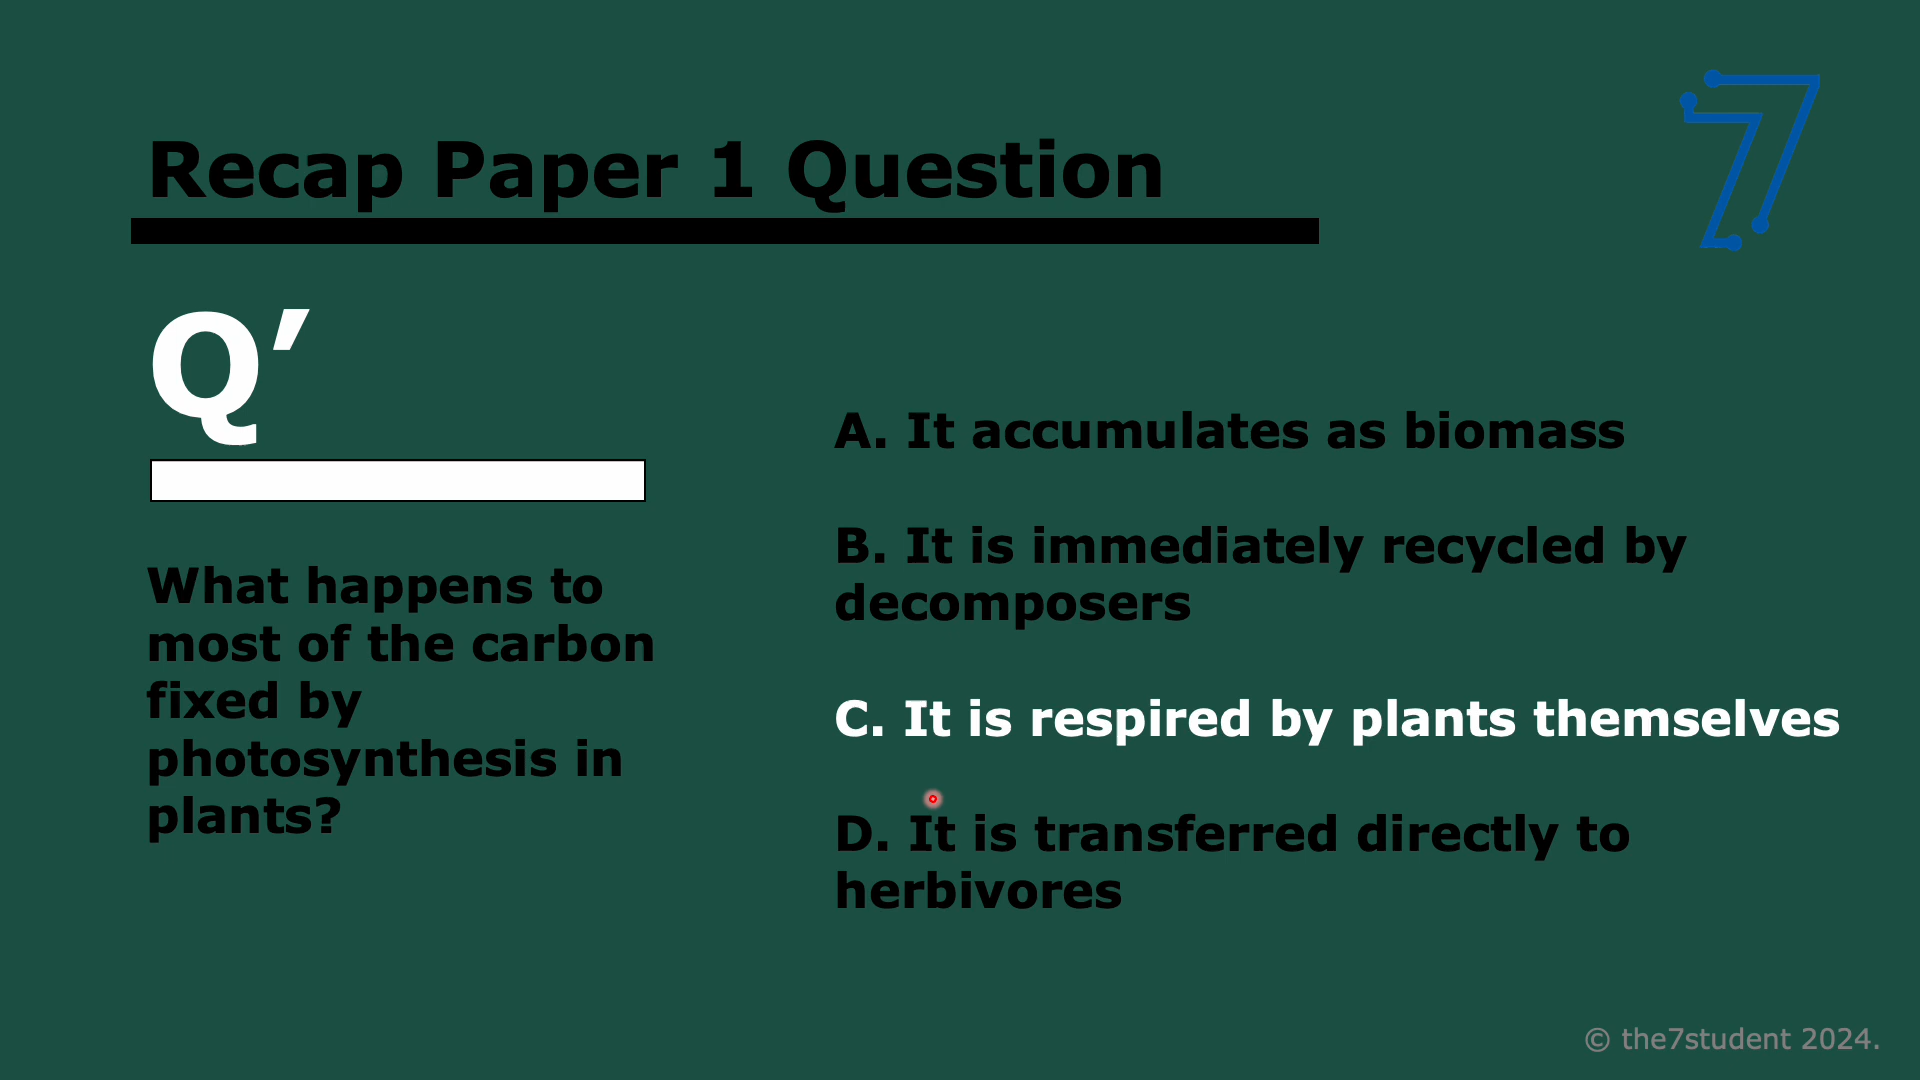 Recap Paper 1 Question
Q’
What happens to
most of the carbon
fixed by
photosynthesis in
plants?
A. It accumulates as biomass
B. It is immediately recycled by
decomposers
C. It is respired by plants themselves
D. It is transferred directly to
herbivores
© the7student 2024.